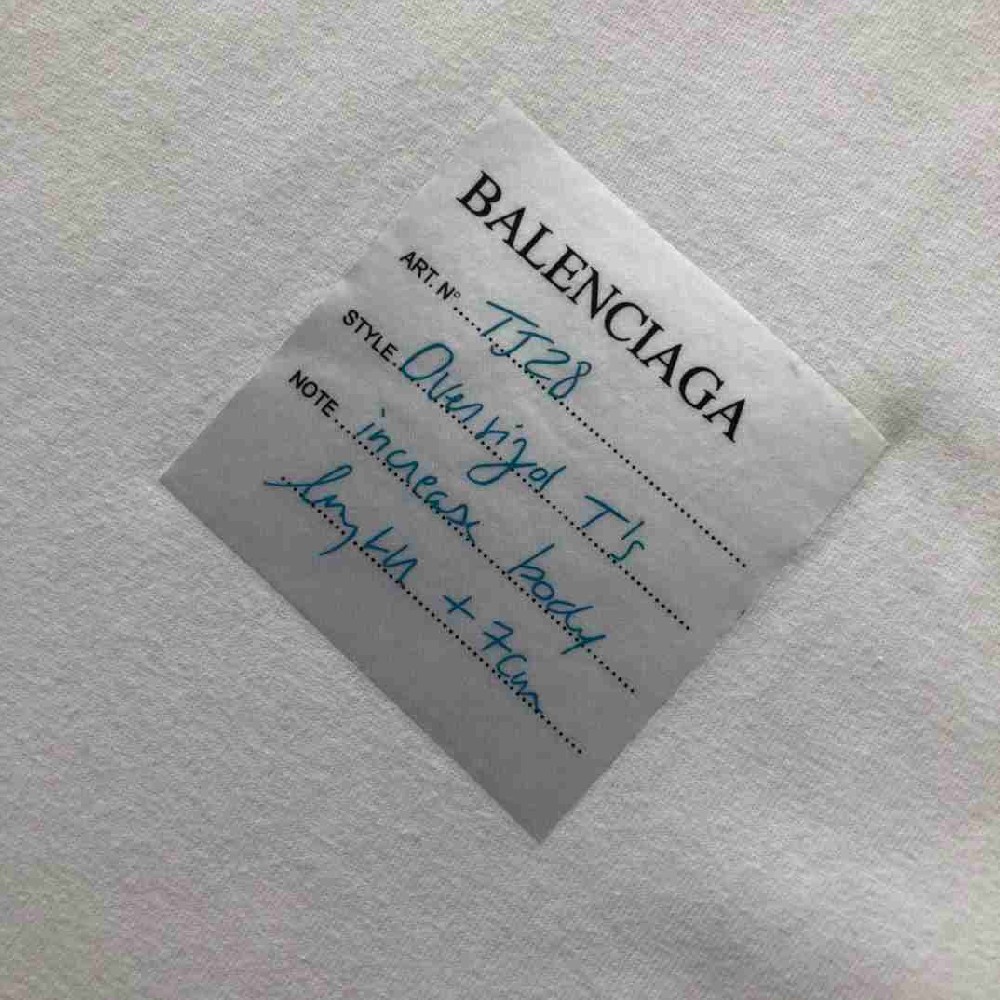 BALENCIAGA
ART. N° TJ28
STYLE Oversized T's
NOTE increase body
length + 7cm